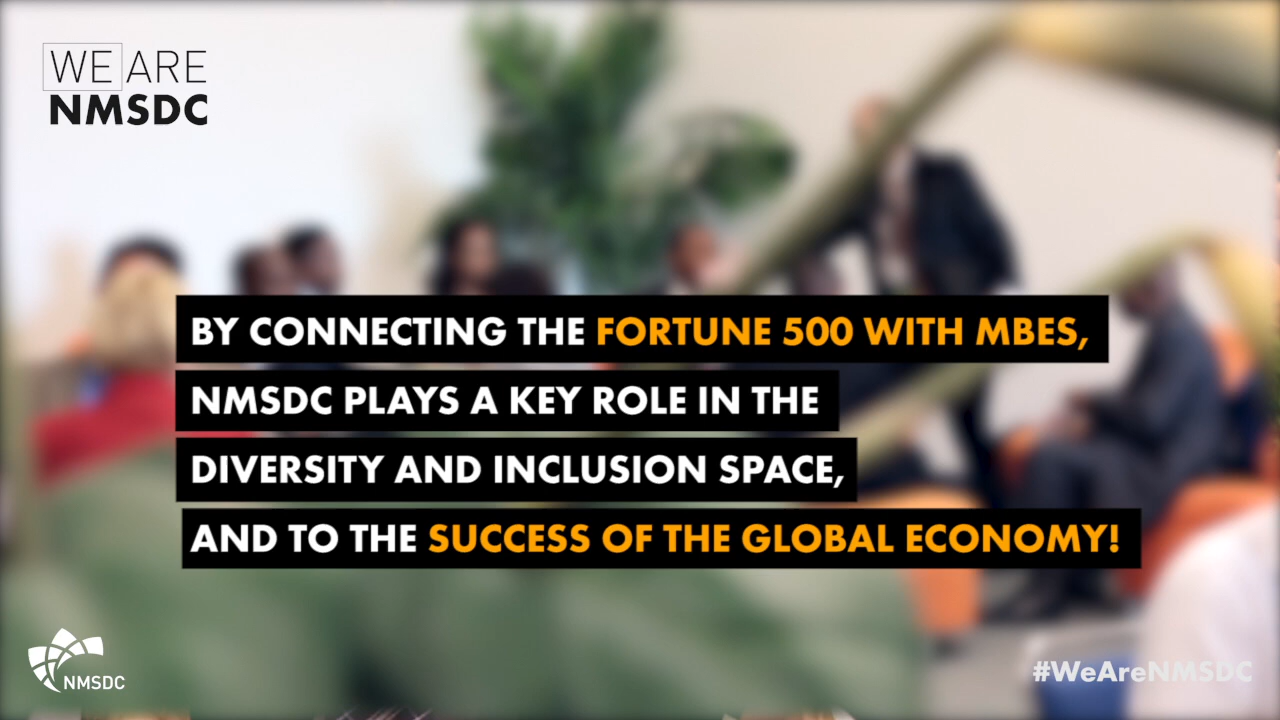 WE ARE
NMSDC
BY CONNECTING THE FORTUNE 500 WITH MBES,
NMSDC PLAYS A KEY ROLE IN THE
DIVERSITY AND INCLUSION SPACE,
AND TO THE SUCCESS OF THE GLOBAL ECONOMY!
NMSDC
#WeAreNMSDC